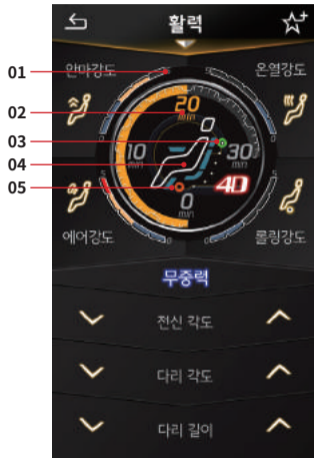 활력
01
안마강도
온열강도
02
20
min
03
10
min
30
min
04
05
4D
0
min
에어강도
롤링강도
무중력
전신 각도
다리 각도
다리 길이